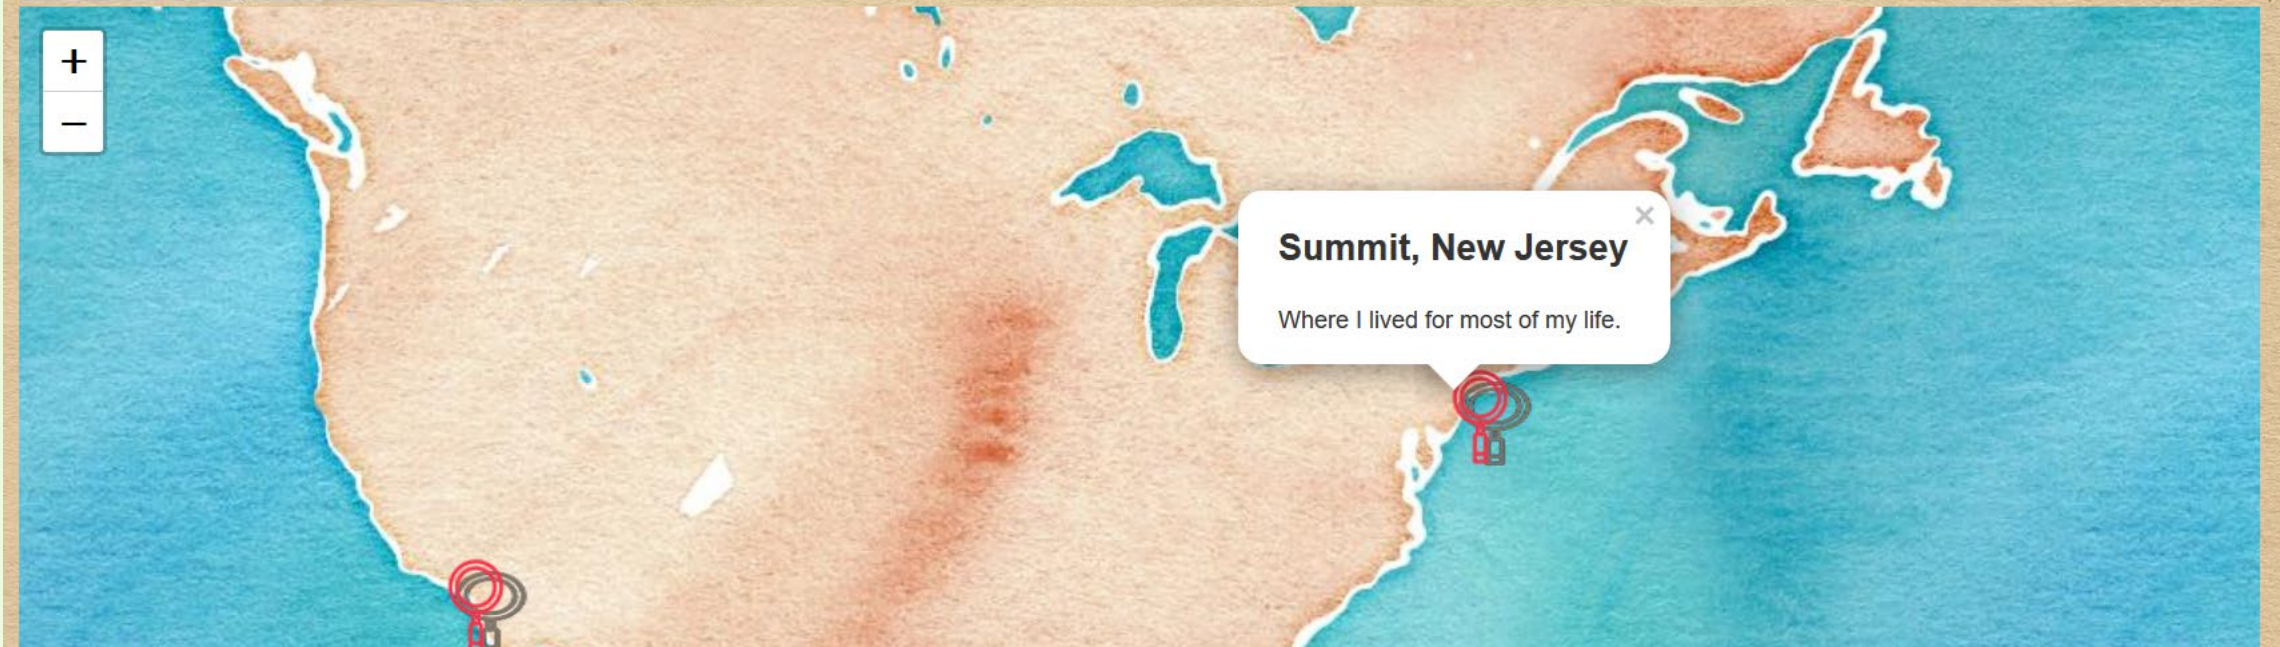 +
−
×
Summit, New Jersey
Where I lived for most of my life.